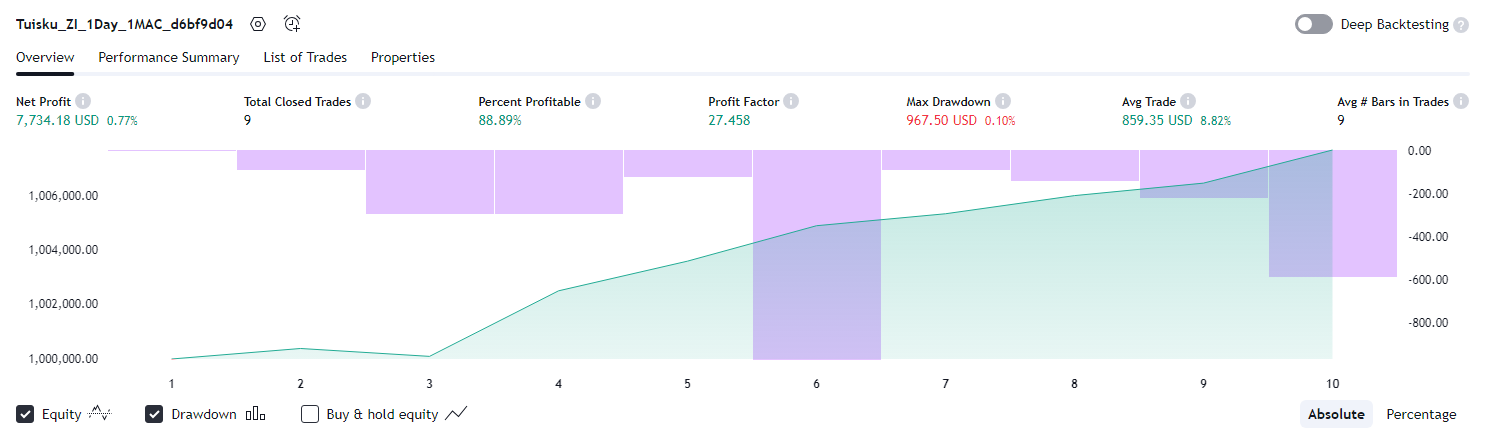 Tuisku_ZI_1Day_1MAC_d6bf9d04 Deep Backtesting ?
Overview Performance Summary List of Trades Properties
Net Profit i Total Closed Trades i Percent Profitable i Profit Factor i Max Drawdown i Avg Trade i Avg # Bars in Trades i
7,734.18 USD 0.77% 9 88.89% 27.458 967.50 USD 0.10% 859.35 USD 8.82% 9
0.00
1,006,000.00 -200.00
1,004,000.00 -400.00
1,002,000.00 -600.00
-800.00
1,000,000.00
1 2 3 4 5 6 7 8 9 10
Equity Drawdown Buy & hold equity Absolute Percentage